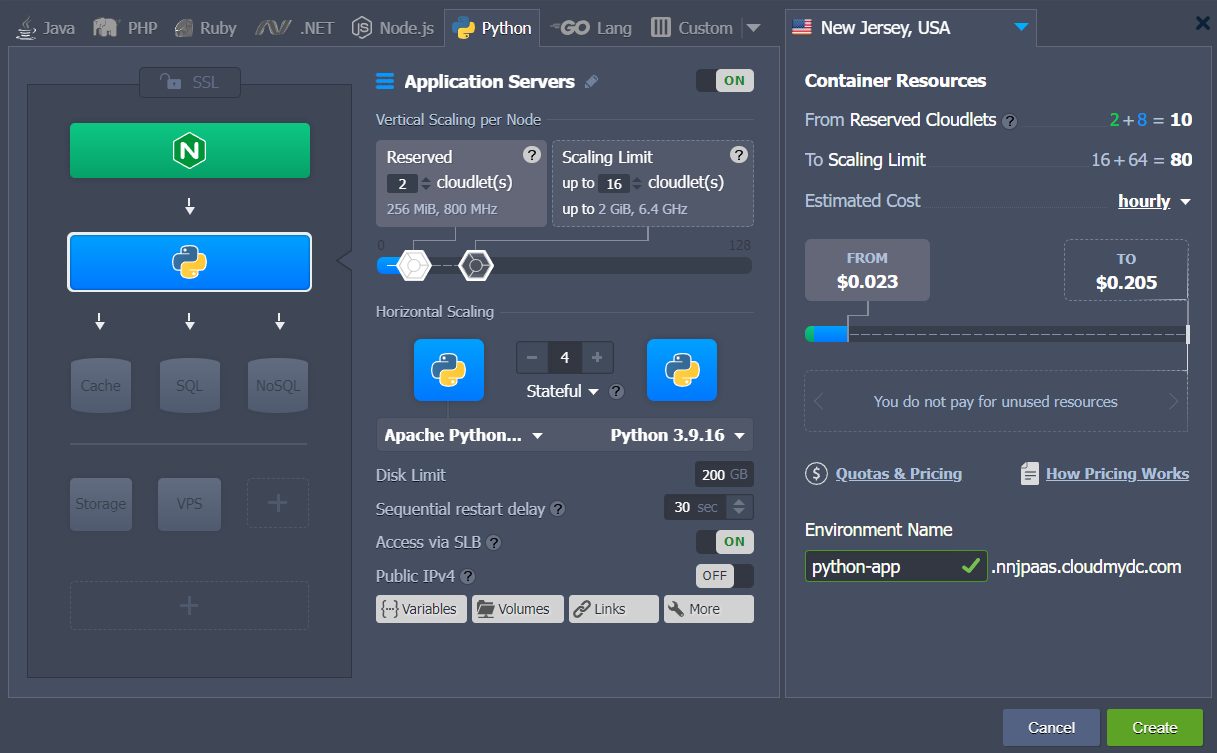 Java PHP Ruby .NET Node.js Python GO Lang Custom
New Jersey, USA
SSL
Cache SQL NoSQL
Storage VPS
Application Servers ON
Vertical Scaling per Node
Reserved ? Scaling Limit ?
2 cloudlet(s) up to 16 cloudlet(s)
256 MiB, 800 MHz up to 2 GiB, 6.4 GHz
0 128
Horizontal Scaling
4
Stateful ?
Apache Python... Python 3.9.16
Disk Limit 200 GB
Sequential restart delay ? 30 sec
Access via SLB ? ON
Public IPv4 ? OFF
Variables Volumes Links More
Container Resources
From Reserved Cloudlets ? 2 + 8 = 10
To Scaling Limit 16 + 64 = 80
Estimated Cost hourly
FROM TO
$0.023 $0.205
You do not pay for unused resources
Quotas & Pricing How Pricing Works
Environment Name
python-app .nnjpaas.cloudmydc.com
Cancel Create